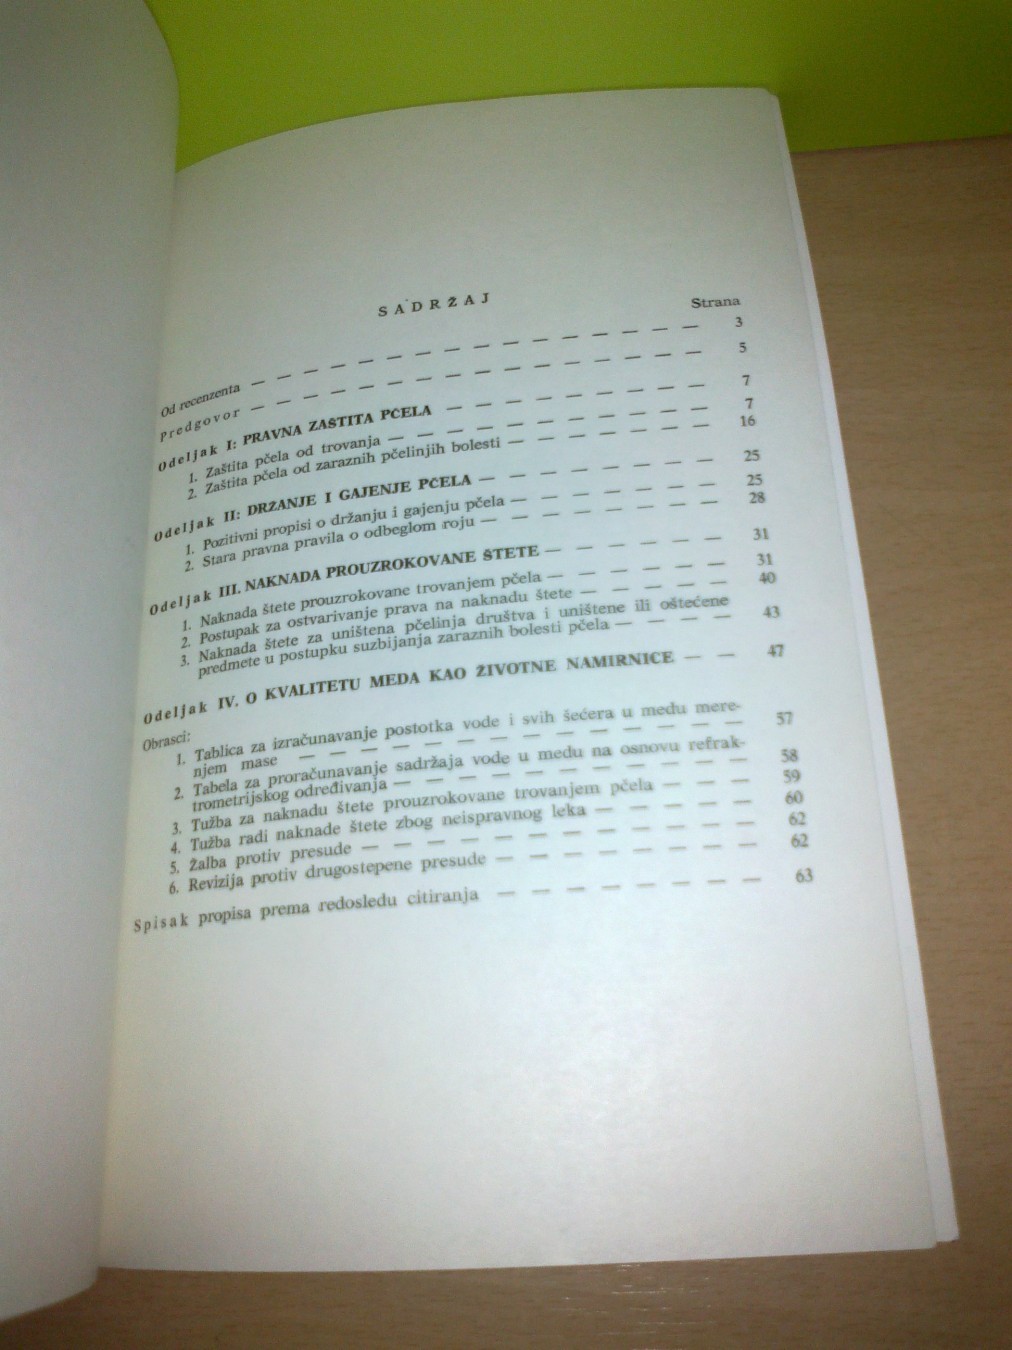 SADRŽAJ
Strana
Od recenzenta — — — — — — — — — — — — — — — — — 3
Predgovor — — — — — — — — — — — — — — — — — 5
Odeljak I: PRAVNA ZAŠTITA PČELA — — — — — — — — — — 7
1. Zaštita pčela od trovanja — — — — — — — — — — — 7
2. Zaštita pčela od zaraznih pčelinjih bolesti — — — — — — — 16
Odeljak II: DRŽANJE I GAJENJE PČELA — — — — — — — — 25
1. Pozitivni propisi o držanju i gajenju pčela — — — — — — — 25
2. Stara pravna pravila o odbeglom roju — — — — — — — — 28
Odeljak III. NAKNADA PROUZROKOVANE ŠTETE — — — — — — 31
1. Naknada štete prouzrokovane trovanjem pčela — — — — — — 31
2. Postupak za ostvarivanje prava na naknadu štete — — — — — 40
3. Naknada štete za uništena pčelinja društva i uništene ili oštećene
predmete u postupku suzbijanja zaraznih bolesti pčela — — — — 43
Odeljak IV. O KVALITETU MEDA KAO ŽIVOTNE NAMIRNICE — — 47
Obrasci:
1. Tablica za izračunavanje postotka vode i svih šećera u medu mere-
njem mase — — — — — — — — — — — — — — 57
2. Tabela za proračunavanje sadržaja vode u medu na osnovu refrak-
trometrijskog određivanja — — — — — — — — — — — 58
3. Tužba za naknadu štete prouzrokovane trovanjem pčela — — — 59
4. Tužba radi naknade štete zbog neispravnog leka — — — — — 60
5. Žalba protiv presude — — — — — — — — — — — — 62
6. Revizija protiv drugostepene presude — — — — — — — — 62
Spisak propisa prema redosledu citiranja — — — — — — — — 63